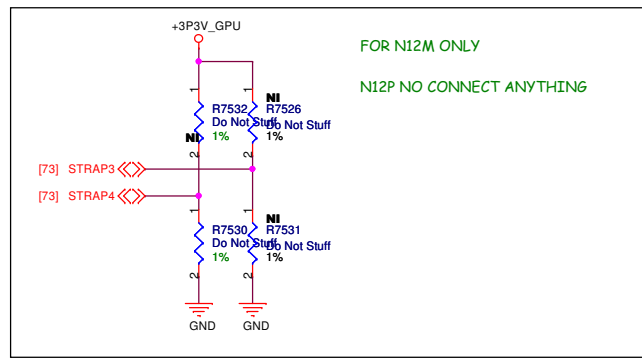 +3P3V_GPU
FOR N12M ONLY
N12P NO CONNECT ANYTHING
1
1
NI
R7532
R7526
Do Not Stuff
Do Not Stuff
NI
1%
1%
2
2
[73] STRAP3
[73] STRAP4
1
1
NI
R7530
R7531
Do Not Stuff
Do Not Stuff
1%
1%
2
2
GND
GND